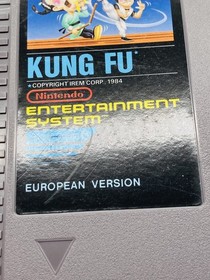 KUNG FU
*COPYRIGHT IREM CORP. 1984
Nintendo
ENTERTAINMENT
SYSTEM
EUROPEAN VERSION